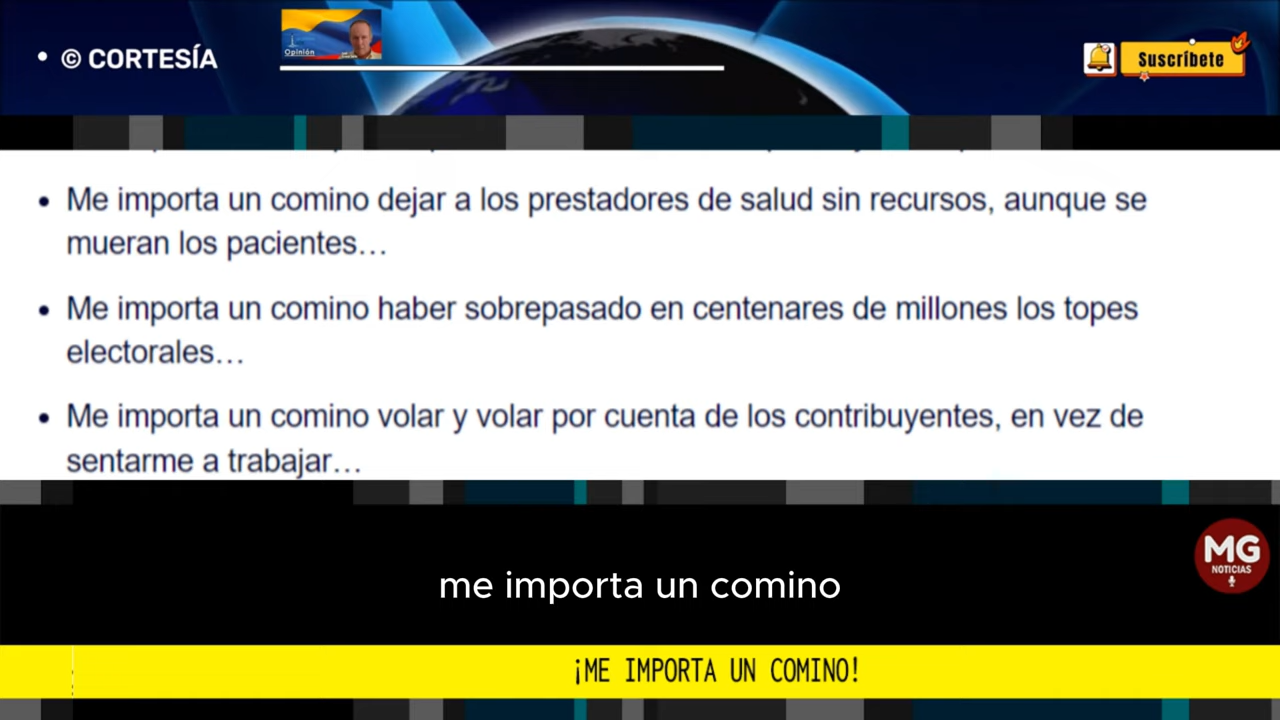 • © CORTESÍA
Opinión
Suscríbete
• Me importa un comino dejar a los prestadores de salud sin recursos, aunque se
mueran los pacientes…
• Me importa un comino haber sobrepasado en centenares de millones los topes
electorales…
• Me importa un comino volar y volar por cuenta de los contribuyentes, en vez de
sentarme a trabajar…
MG
NOTICIAS
me importa un comino
¡ME IMPORTA UN COMINO!